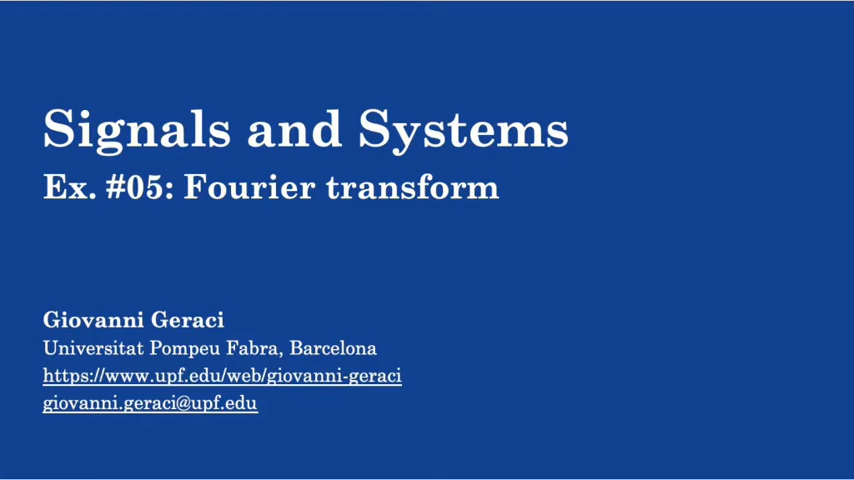 Signals and Systems
Ex. #05: Fourier transform
Giovanni Geraci
Universitat Pompeu Fabra, Barcelona
https://www.upf.edu/web/giovanni-geraci
giovanni.geraci@upf.edu